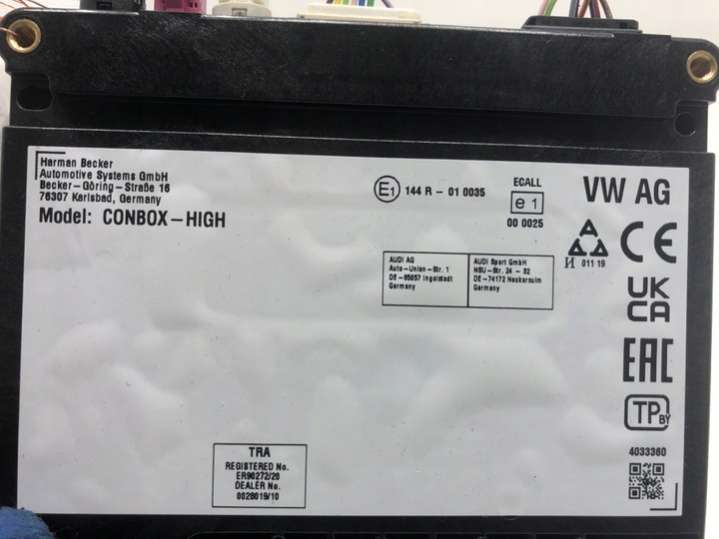 Harman Becker
Automotive Systems GmbH
Becker-Göring-Straße 16
76307 Karlsbad, Germany
Model: CONBOX-HIGH
E1 144 R - 01 0035
ECALL
e 1
00 0025
VW AG
И 011 19
CE
AUDI AG
Auto-Union-Str. 1
DE-85057 Ingolstadt
Germany
AUDI Sport GmbH
NSU-Str. 24 - 32
DE-74172 Neckarsulm
Germany
UK
CA
EAC
TP BY
TRA
REGISTERED No.
ER90272/20
DEALER No.
0028019/10
4033360